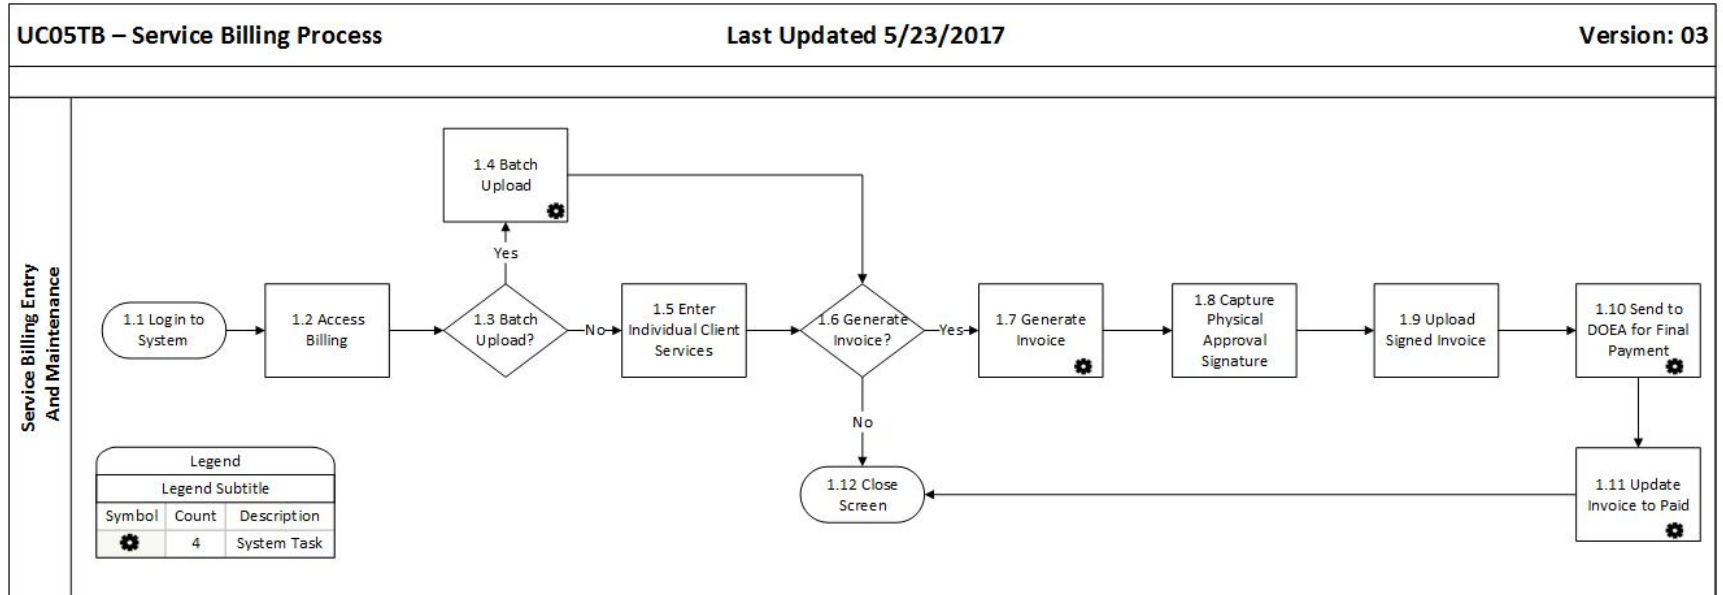 UC05TB – Service Billing Process
Last Updated 5/23/2017
Version: 03
Service Billing Entry
And Maintenance
1.4 Batch
Upload
Yes
1.1 Login to
System
1.2 Access
Billing
1.3 Batch
Upload?
No
1.5 Enter
Individual Client
Services
1.6 Generate
Invoice?
Yes
1.7 Generate
Invoice
1.8 Capture
Physical
Approval
Signature
1.9 Upload
Signed Invoice
1.10 Send to
DOEA for Final
Payment
No
1.12 Close
Screen
1.11 Update
Invoice to Paid
Legend
Legend Subtitle
Symbol Count Description
4 System Task